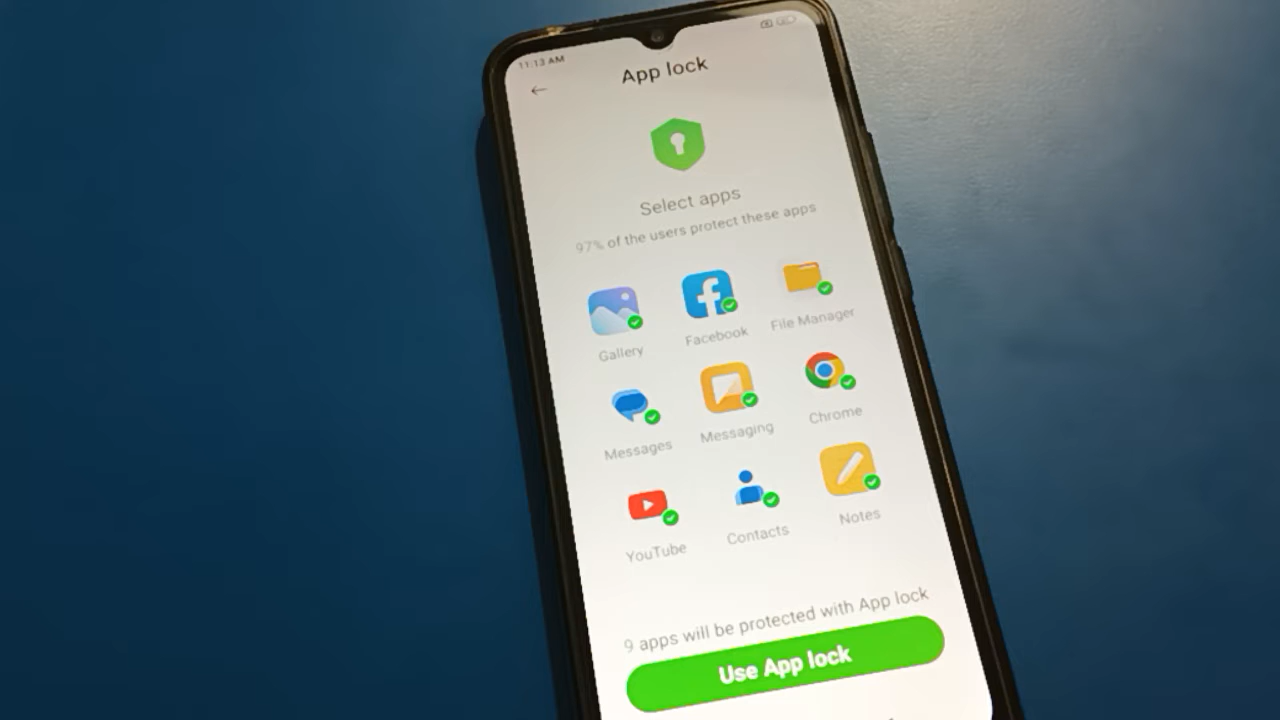 11:13 AM
App lock
Select apps
97% of the users protect these apps
Gallery
Facebook
File Manager
Messages
Messaging
Chrome
YouTube
Contacts
Notes
9 apps will be protected with App lock
Use App lock